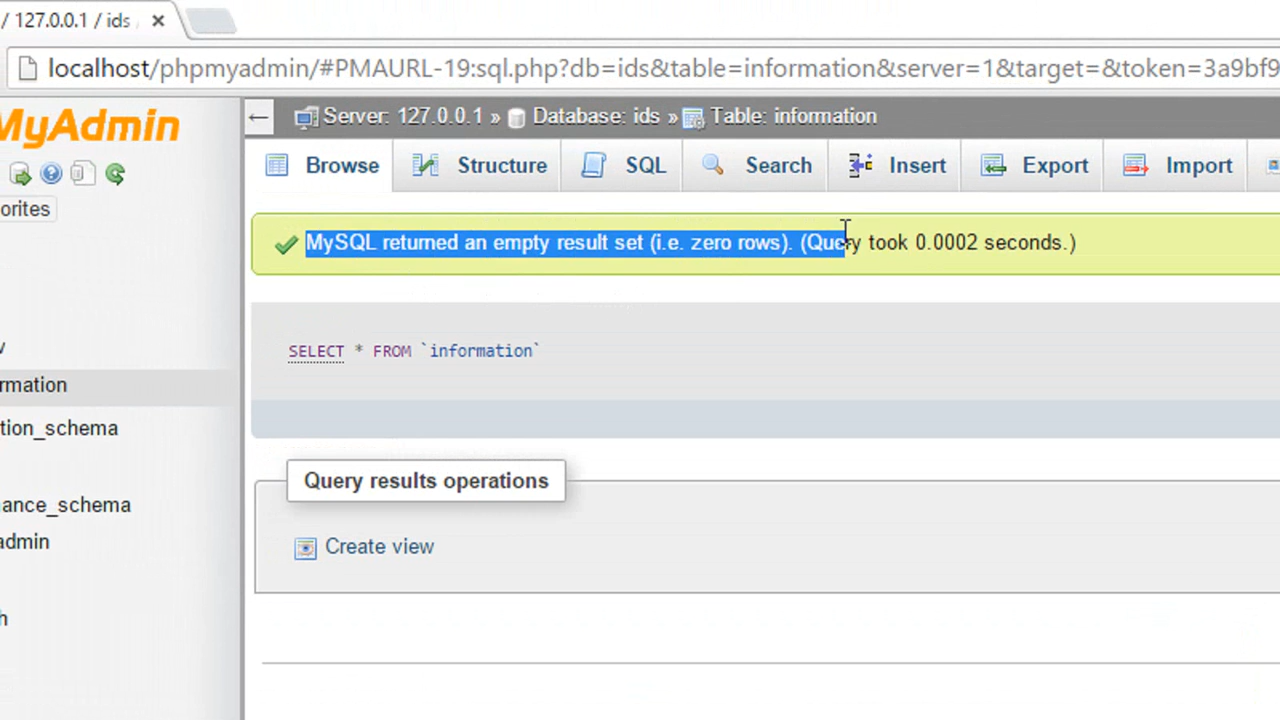 / 127.0.0.1 / ids
localhost/phpmyadmin/#PMAURL-19:sql.php?db=ids&table=information&server=1&target=&token=3a9bf9
MyAdmin
Server: 127.0.0.1 » Database: ids » Table: information
Browse Structure SQL Search Insert Export Import
orites
MySQL returned an empty result set (i.e. zero rows). (Query took 0.0002 seconds.)
SELECT * FROM `information`
rmation
tion_schema
Query results operations
ance_schema
admin
Create view
h